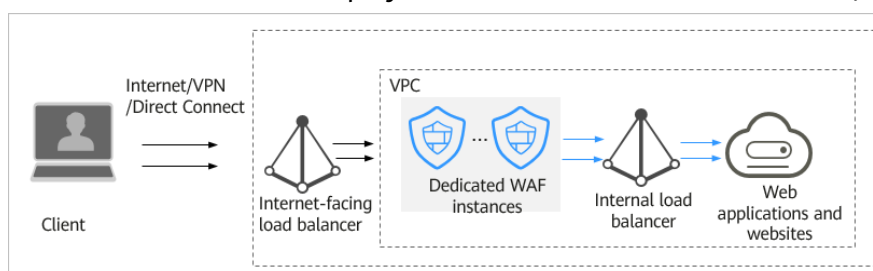 Internet/VPN
/Direct Connect
VPC
...
Dedicated WAF
instances
Internet-facing
load balancer
Internal load
balancer
Web
applications and
websites
Client